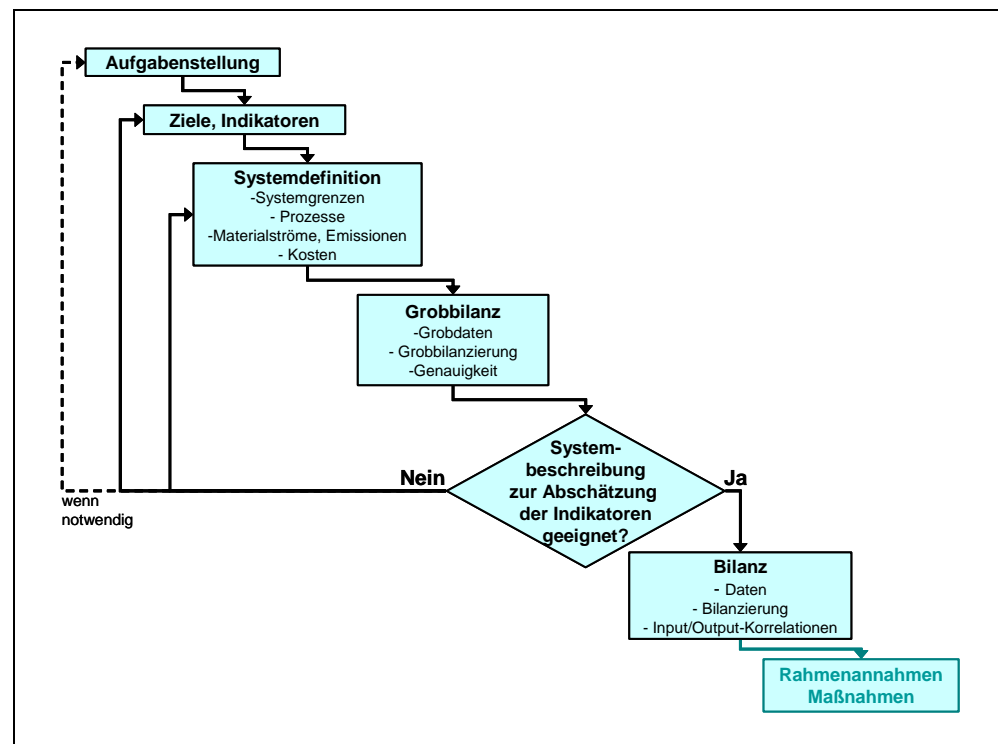 Aufgabenstellung
Ziele, Indikatoren
Systemdefinition
-Systemgrenzen
- Prozesse
-Materialströme, Emissionen
- Kosten
Grobbilanz
-Grobdaten
- Grobbilanzierung
-Genauigkeit
System-
beschreibung
zur Abschätzung
der Indikatoren
geeignet?
Nein
Ja
wenn
notwendig
Bilanz
- Daten
- Bilanzierung
- Input/Output-Korrelationen
Rahmenannahmen
Maßnahmen